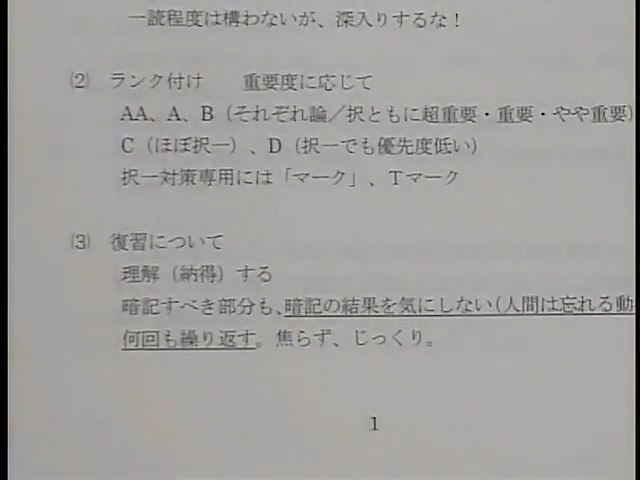 一読程度は構わないが、深入りするな！
(2) ランク付け　　重要度に応じて
AA、A、B（それぞれ論／択ともに超重要・重要・やや重要）
C（ほぼ択一）、D（択一でも優先度低い）
択一対策専用には「マーク」、Tマーク
(3) 復習について
理解（納得）する
暗記すべき部分も、暗記の結果を気にしない（人間は忘れる動
何回も繰り返す。焦らず、じっくり。
1